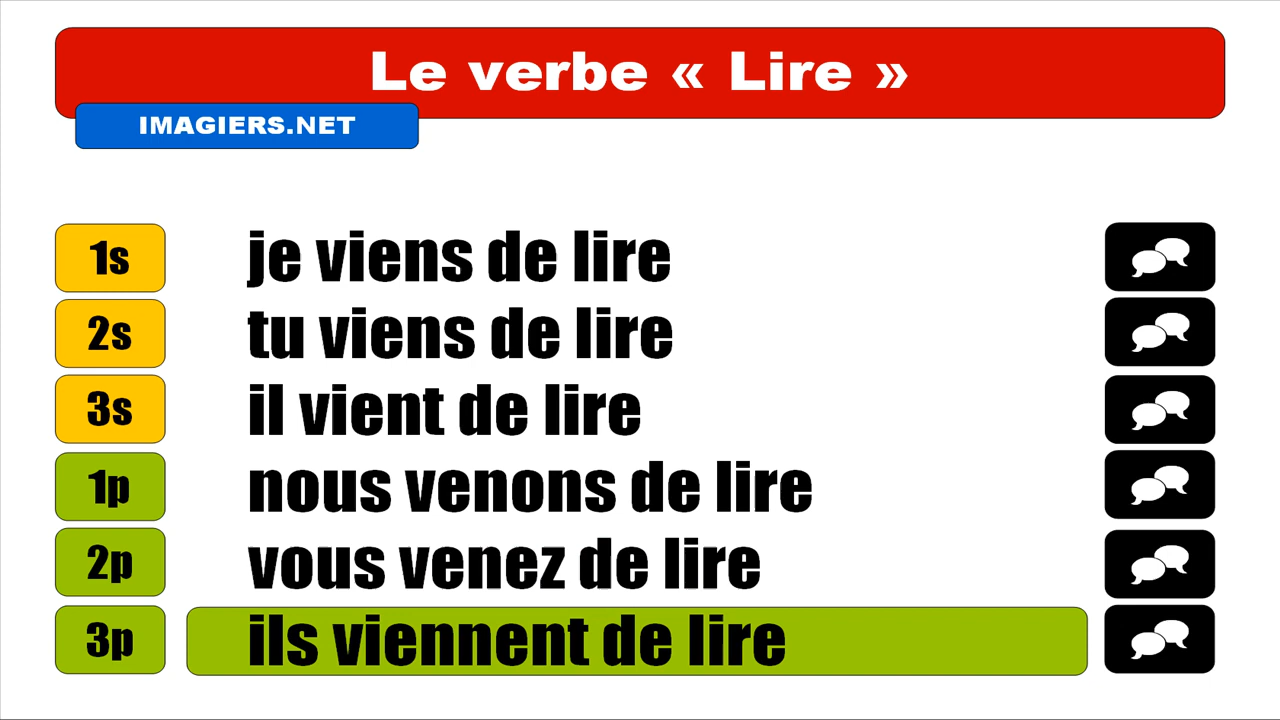 Le verbe « Lire »
IMAGIERS.NET
1s je viens de lire
2s tu viens de lire
3s il vient de lire
1p nous venons de lire
2p vous venez de lire
3p ils viennent de lire